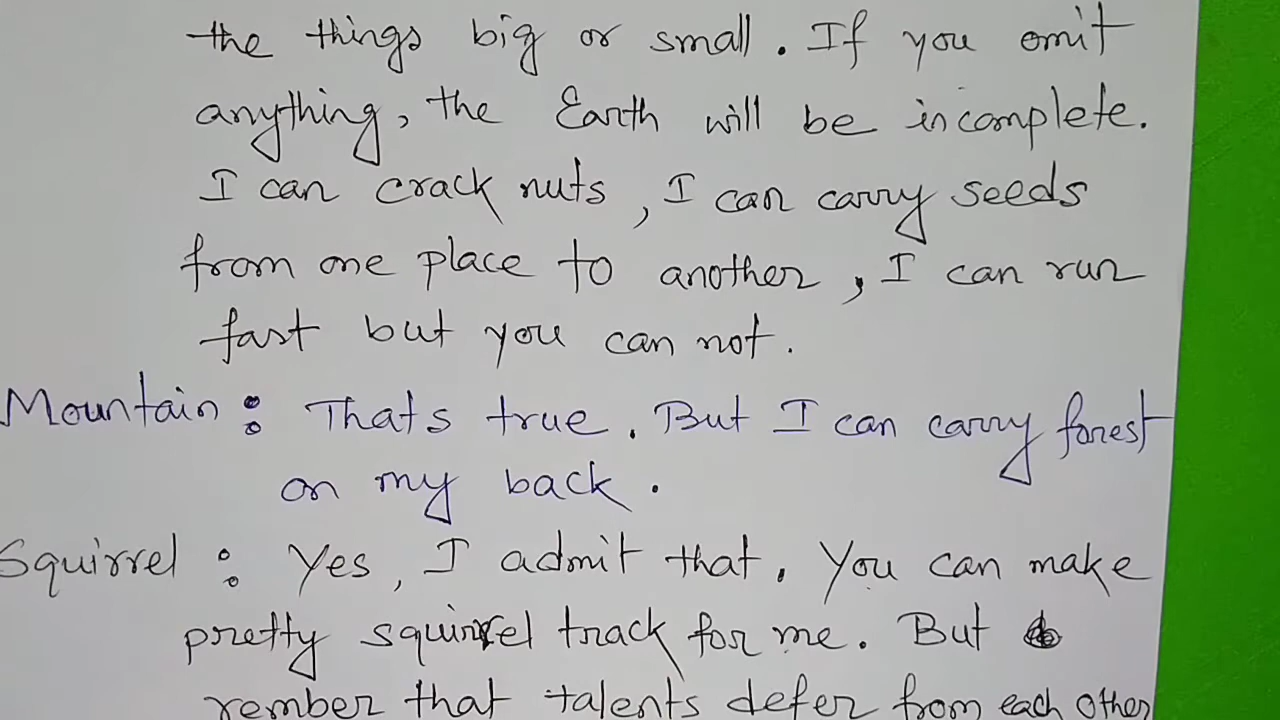 the things big or small. If you omit
anything, the Earth will be incomplete.
I can crack nuts, I can carry seeds
from one place to another, I can run
fast but you can not.
Mountain: Thats true. But I can carry forest
on my back.
Squirrel: Yes, I admit that. You can make
pretty squirrel track for me. But
rember that talents defer from each other